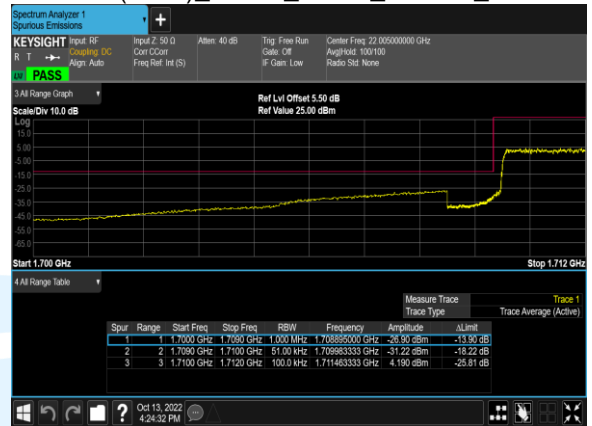 Spectrum Analyzer 1
Spurious Emissions
+
KEYSIGHT Input: RF Input Z: 50 Ω Atten: 40 dB Trig: Free Run Center Freq: 22.005000000 GHz
R T Coupling: DC Corr CCorr Gate: Off Avg|Hold: 100/100
Align: Auto Freq Ref: Int (S) IF Gain: Low Radio Std: None
PASS
3 All Range Graph
Ref Lvl Offset 5.50 dB
Scale/Div 10.0 dB Ref Value 25.00 dBm
Log
15.0
5.00
-5.00
-15.0
-25.0
-35.0
-45.0
-55.0
-65.0
Start 1.700 GHz Stop 1.712 GHz
4 All Range Table
Measure Trace Trace 1
Trace Type Trace Average (Active)
Spur Range Start Freq Stop Freq RBW Frequency Amplitude ΔLimit
1 1 1.7000 GHz 1.7090 GHz 1.000 MHz 1.708895000 GHz -26.90 dBm -13.90 dB
2 2 1.7090 GHz 1.7100 GHz 51.00 kHz 1.709983333 GHz -31.22 dBm -18.22 dB
3 3 1.7100 GHz 1.7120 GHz 100.0 kHz 1.711463333 GHz 4.190 dBm -25.81 dB
? Oct 13, 2022
4:24:32 PM